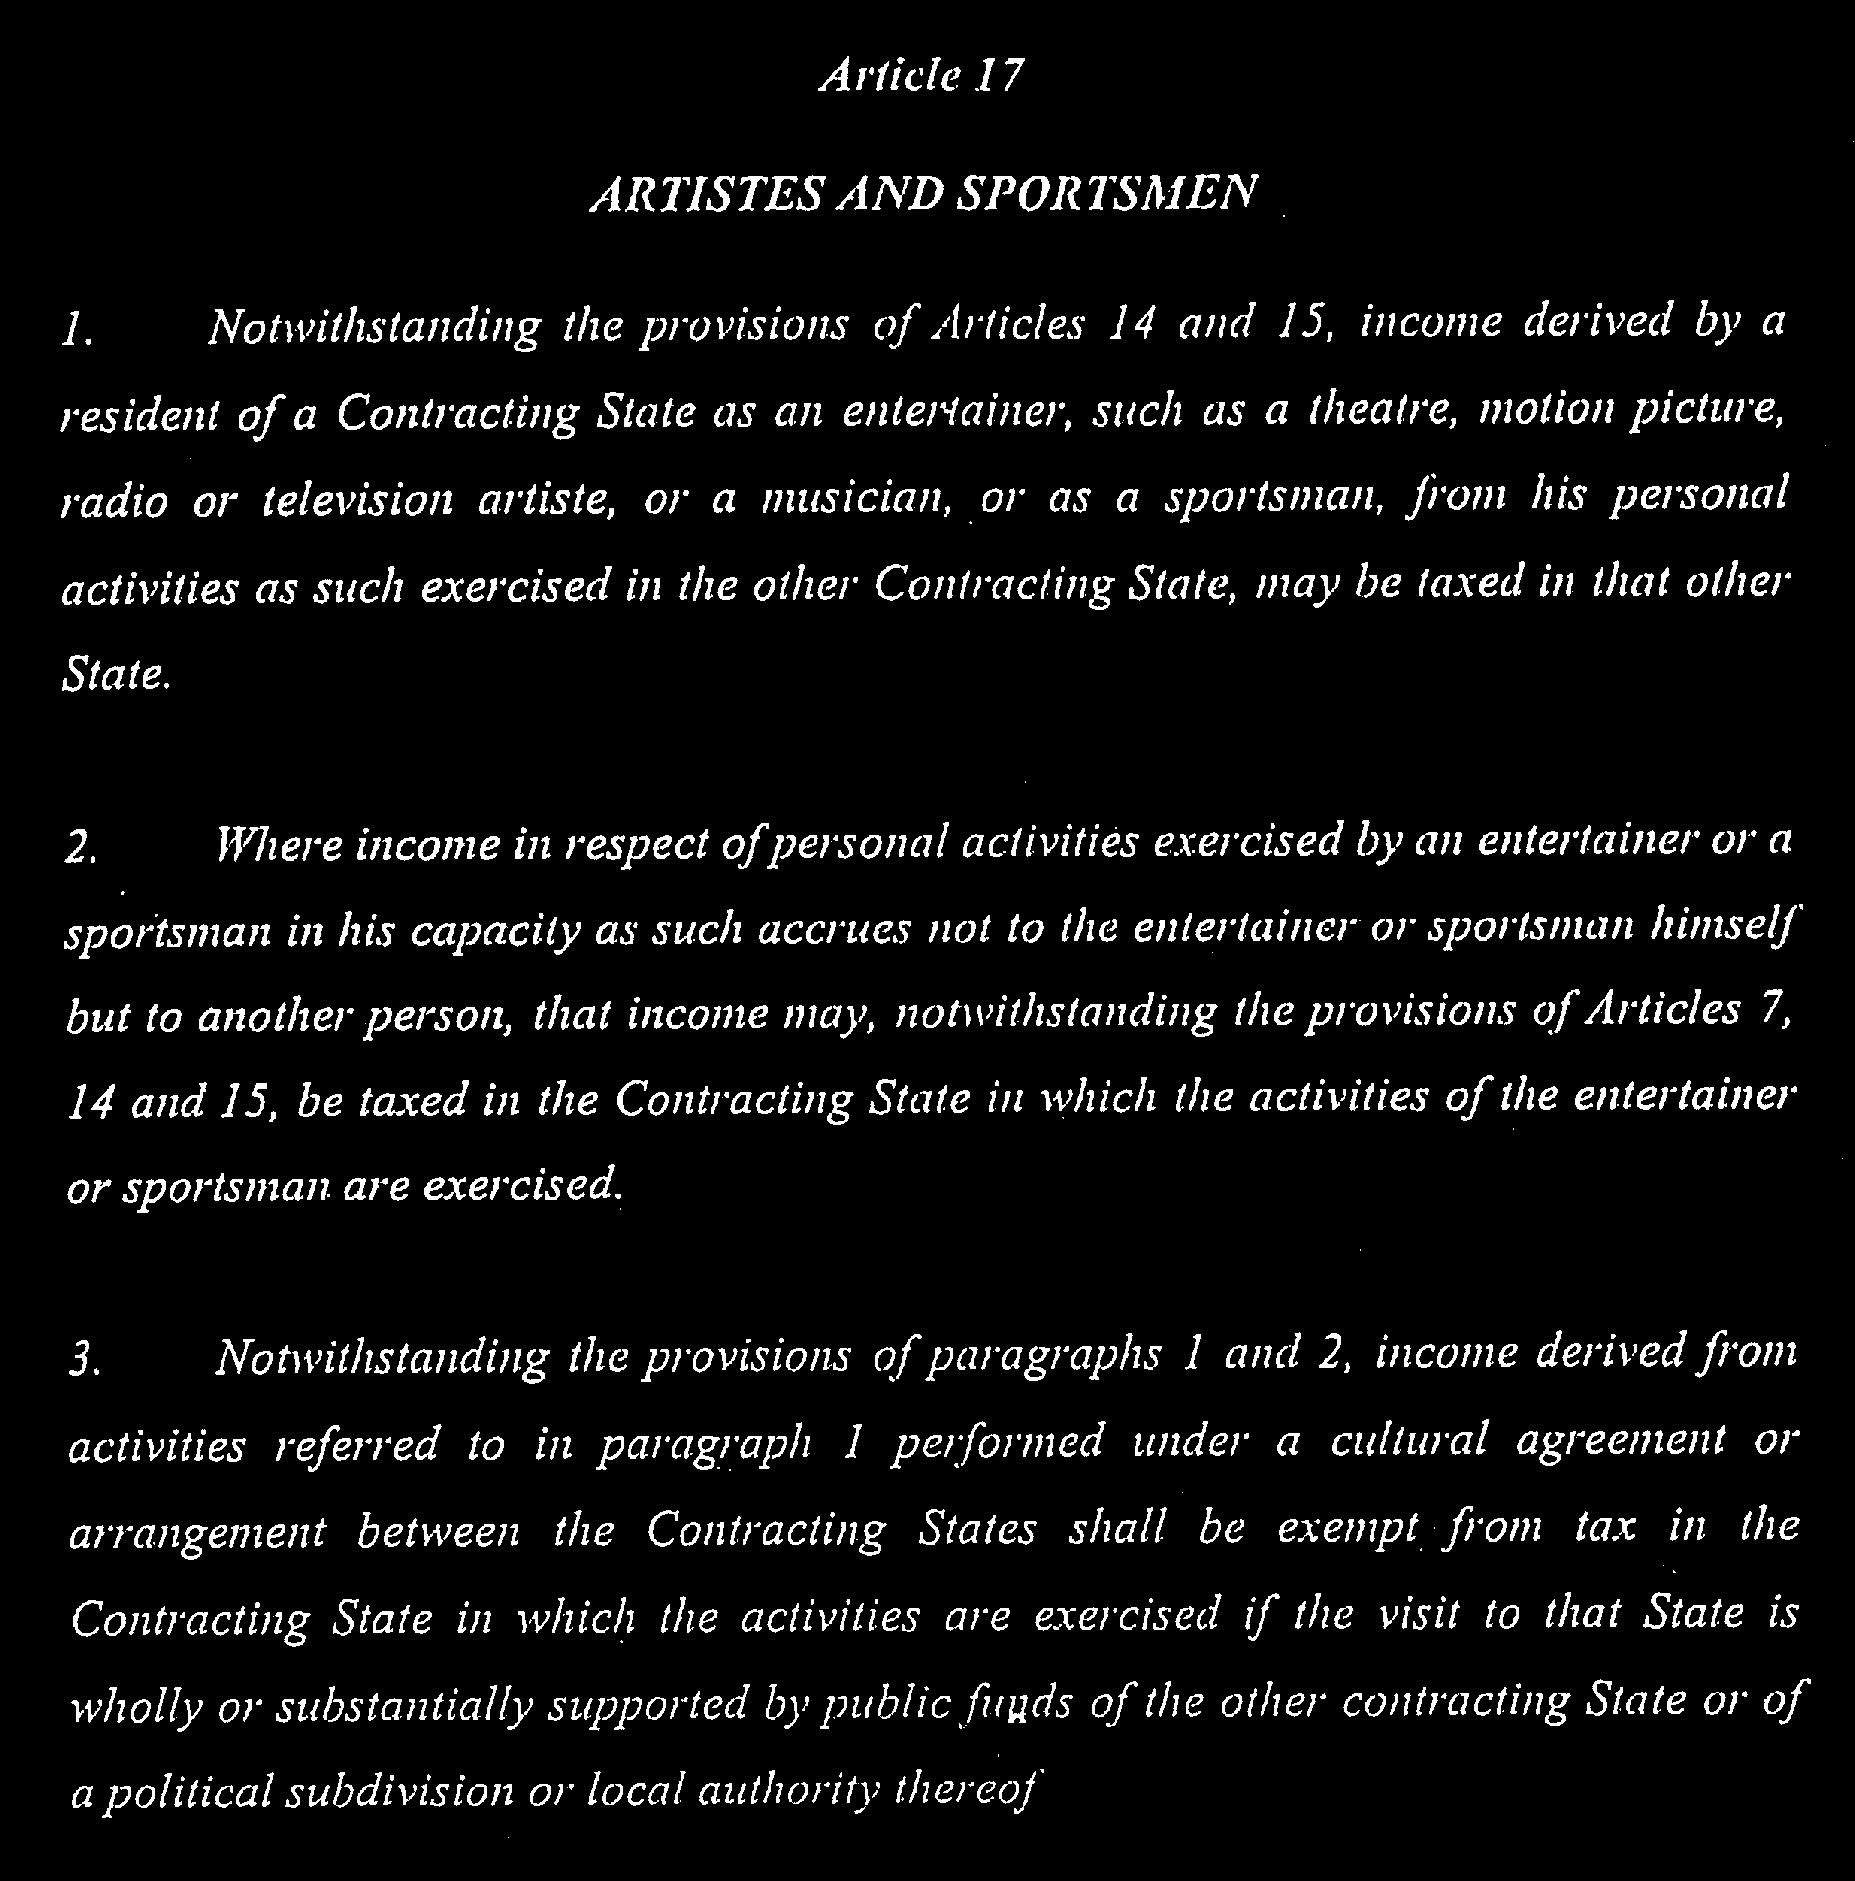 Article 17
ARTISTES AND SPORTSMEN
1. Notwithstanding the provisions of Articles 14 and 15, income derived by a
resident of a Contracting State as an entertainer, such as a theatre, motion picture,
radio or television artiste, or a musician, or as a sportsman, from his personal
activities as such exercised in the other Contracting State, may be taxed in that other
State.
2. Where income in respect of personal activities exercised by an entertainer or a
sportsman in his capacity as such accrues not to the entertainer or sportsman himself
but to another person, that income may, notwithstanding the provisions of Articles 7,
14 and 15, be taxed in the Contracting State in which the activities of the entertainer
or sportsman are exercised.
3. Notwithstanding the provisions of paragraphs 1 and 2, income derived from
activities referred to in paragraph 1 performed under a cultural agreement or
arrangement between the Contracting States shall be exempt from tax in the
Contracting State in which the activities are exercised if the visit to that State is
wholly or substantially supported by public funds of the other contracting State or of
a political subdivision or local authority thereof